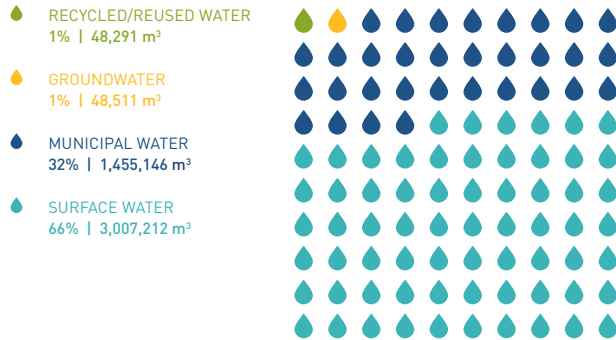 RECYCLED/REUSED WATER
1% | 48,291 m³
GROUNDWATER
1% | 48,511 m³
MUNICIPAL WATER
32% | 1,455,146 m³
SURFACE WATER
66% | 3,007,212 m³